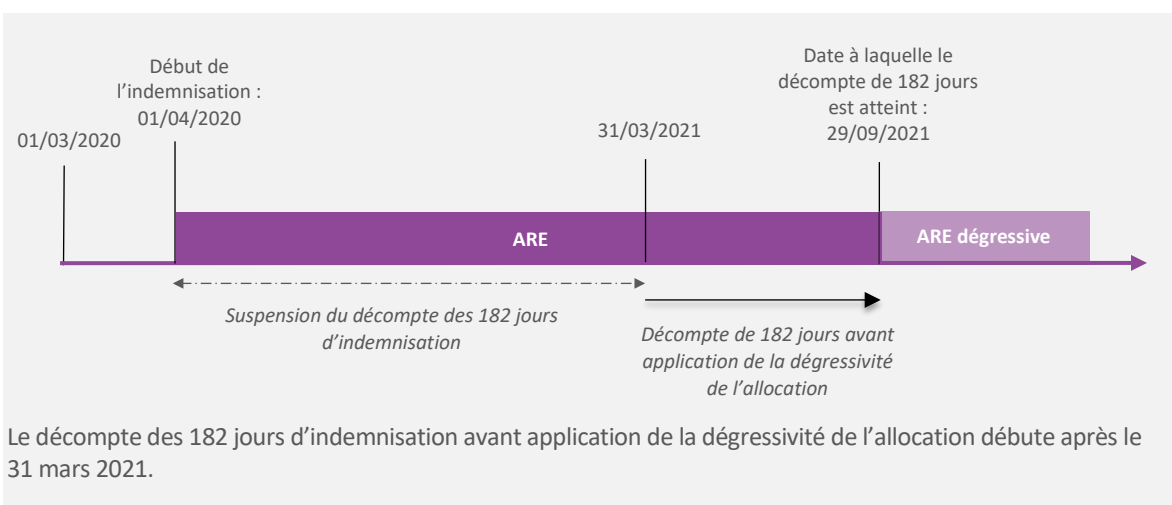 Début de
l’indemnisation :
01/04/2020
01/03/2020
31/03/2021
Date à laquelle le
décompte de 182 jours
est atteint :
29/09/2021
ARE
ARE dégressive
Suspension du décompte des 182 jours
d’indemnisation
Décompte de 182 jours avant
application de la dégressivité
de l’allocation
Le décompte des 182 jours d’indemnisation avant application de la dégressivité de l’allocation débute après le
31 mars 2021.